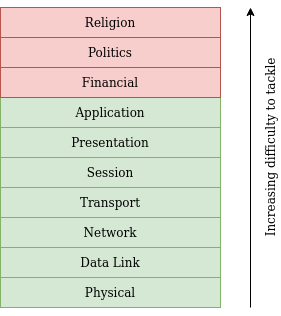 Religion
Politics
Financial
Application
Presentation
Session
Transport
Network
Data Link
Physical
Increasing difficulty to tackle